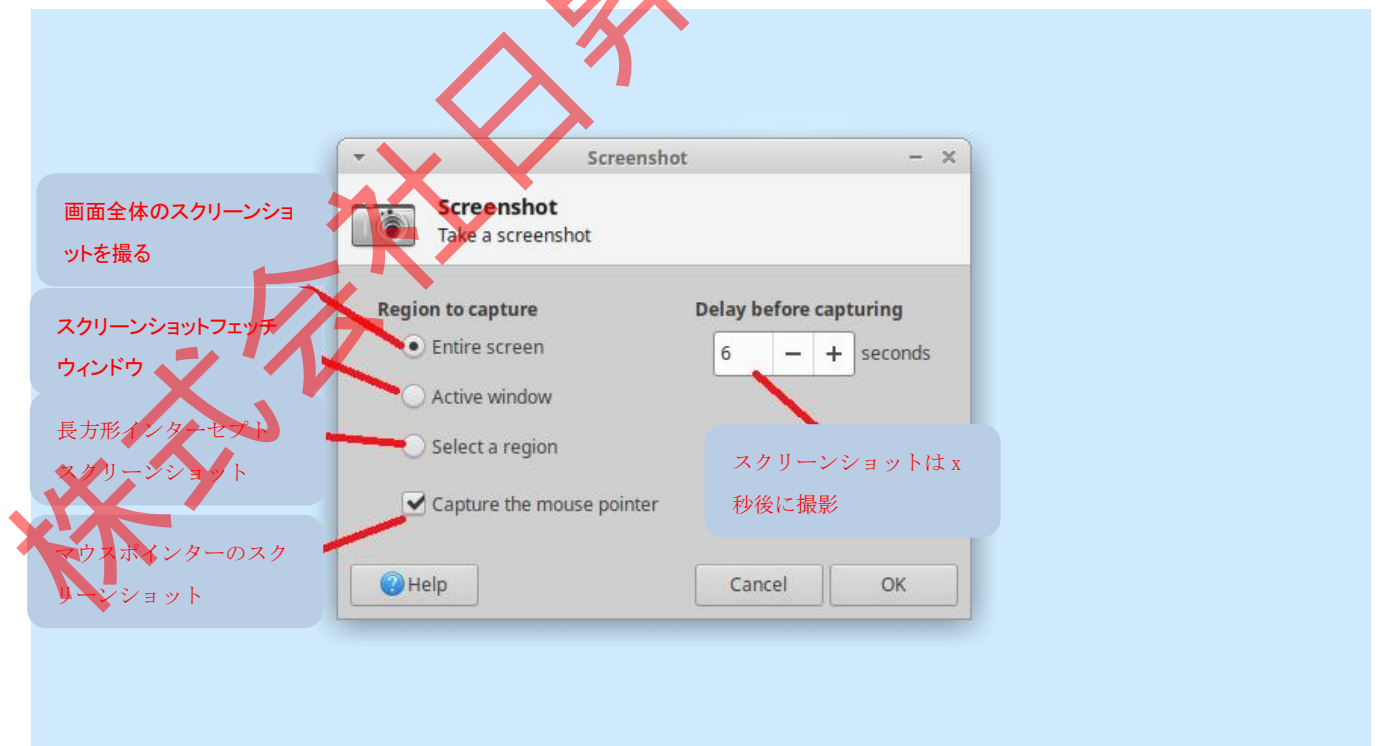 Screenshot
Screenshot
Take a screenshot
画面全体のスクリーンショ
ットを撮る
スクリーンショットフェッチ
ウィンドウ
長方形インターセプト
スクリーンショット
マウスポインターのスク
リーンショット
Region to capture
Entire screen
Active window
Select a region
Capture the mouse pointer
Delay before capturing
6 − + seconds
スクリーンショットは x
秒後に撮影
Help
Cancel
OK
株式会社日昇